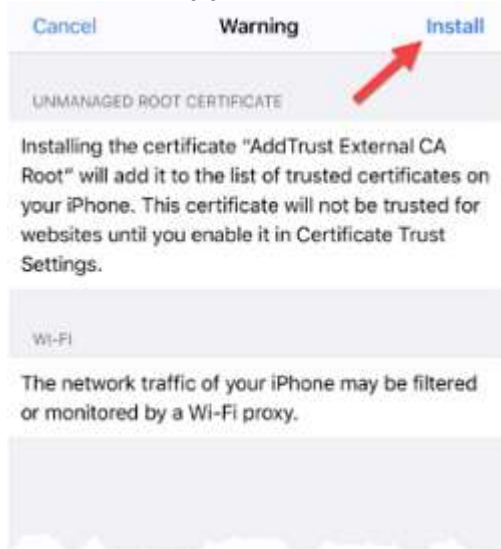 Cancel Warning Install
UNMANAGED ROOT CERTIFICATE
Installing the certificate "AddTrust External CA
Root" will add it to the list of trusted certificates on
your iPhone. This certificate will not be trusted for
websites until you enable it in Certificate Trust
Settings.
WI-FI
The network traffic of your iPhone may be filtered
or monitored by a Wi-Fi proxy.